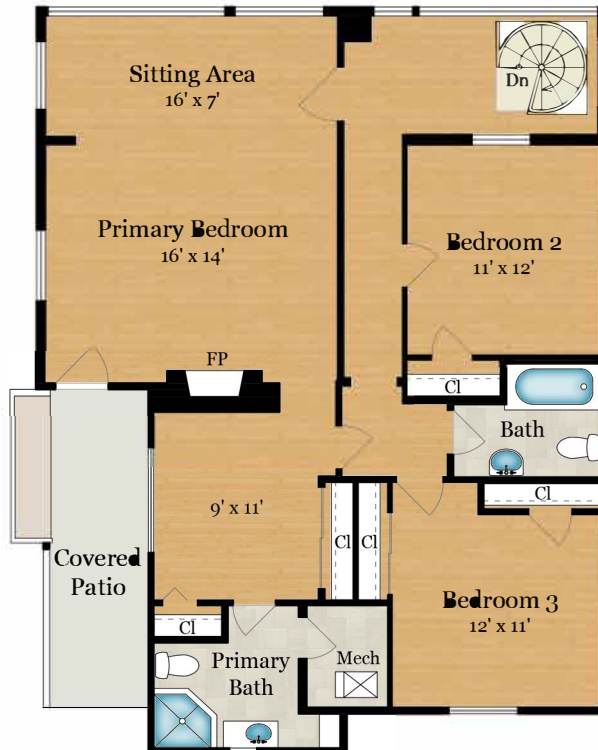 Sitting Area
16' x 7'
Dn
Primary Bedroom
16' x 14'
Bedroom 2
11' x 12'
FP
Cl
Bath
9' x 11'
Cl
Cl
Cl
Covered
Patio
Bedroom 3
12' x 11'
Cl
Primary
Bath
Mech